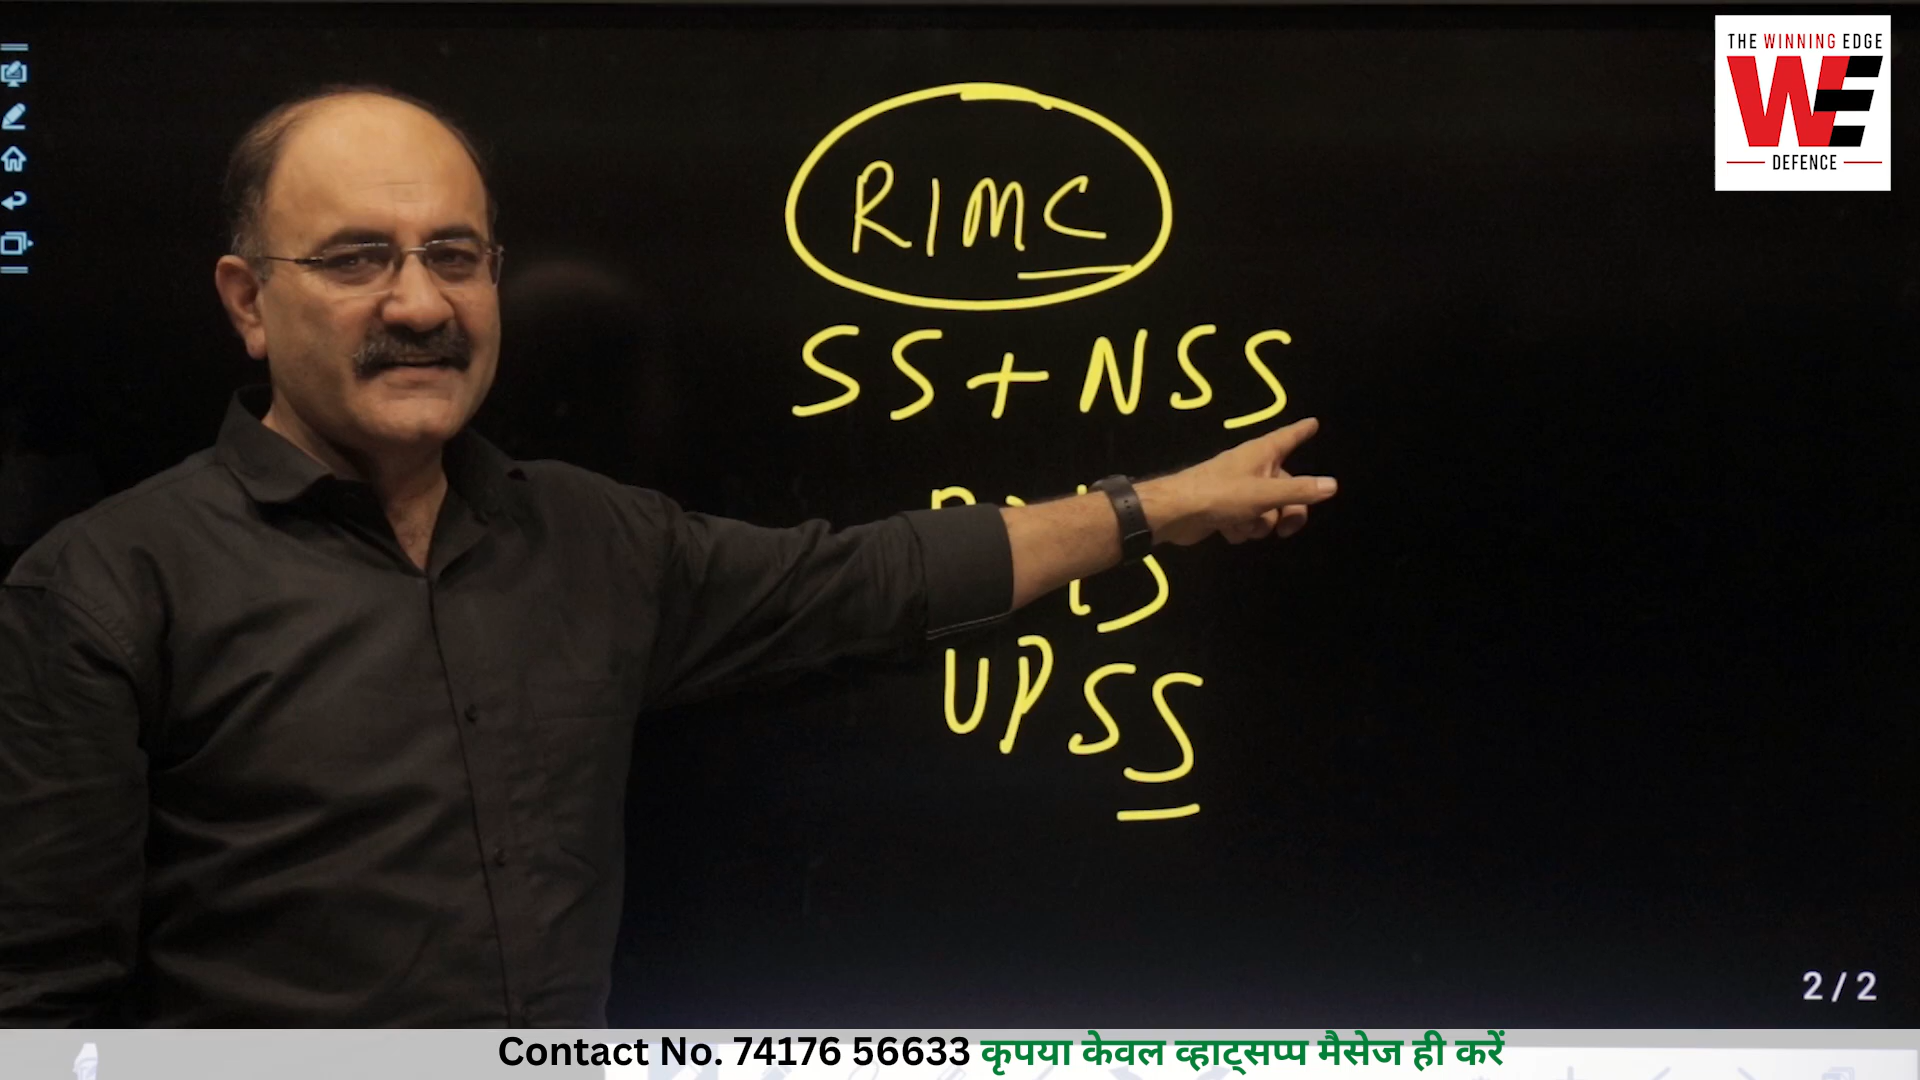 THE WINNING EDGE
WE
DEFENCE
RIMC
SS+NSS
UPSS
2/2
Contact No. 74176 56633 कृपया केवल व्हाट्सप्प मैसेज ही करें